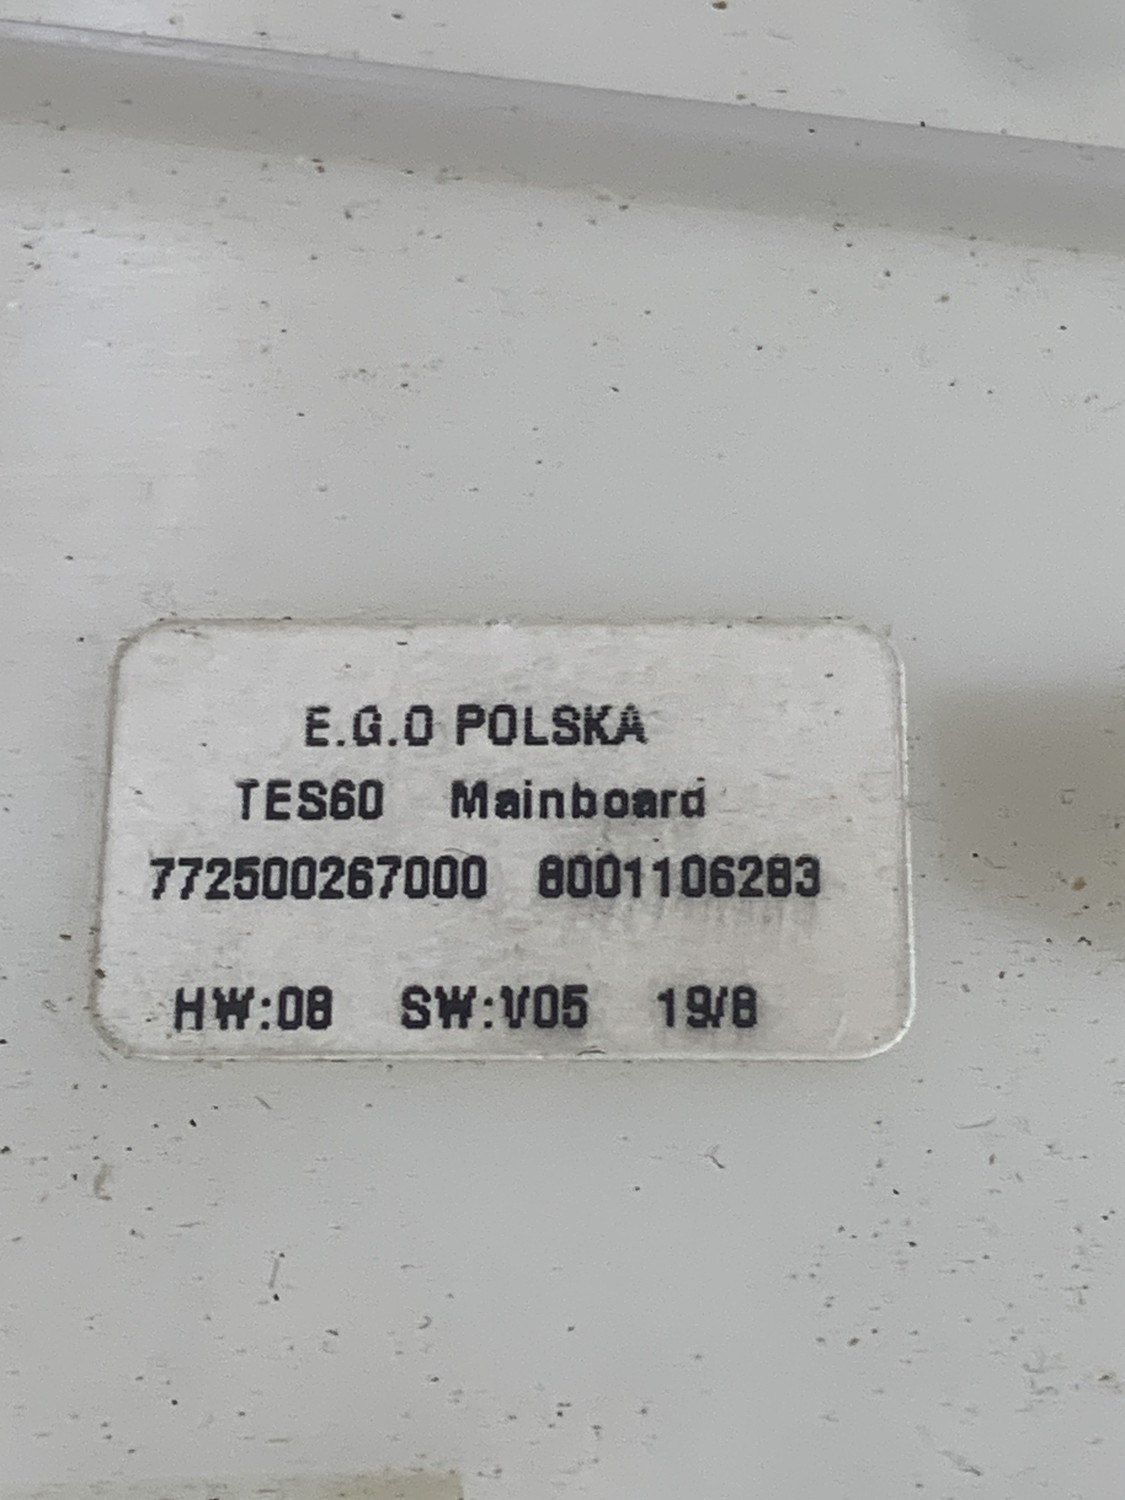 E.G.O POLSKA
TES60 Mainboard
772500267000 8001106283
HW:08 SW:V05 19/8